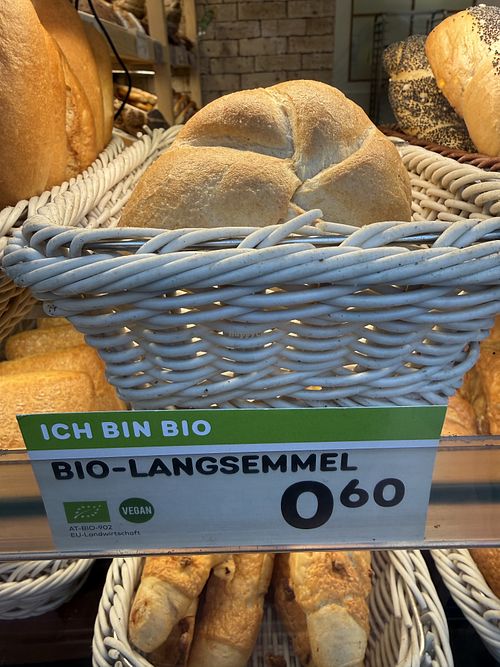 ICH BIN BIO
BIO-LANGSEMMEL
0 60
VEGAN
AT-BIO-902
EU-Landwirtschaft